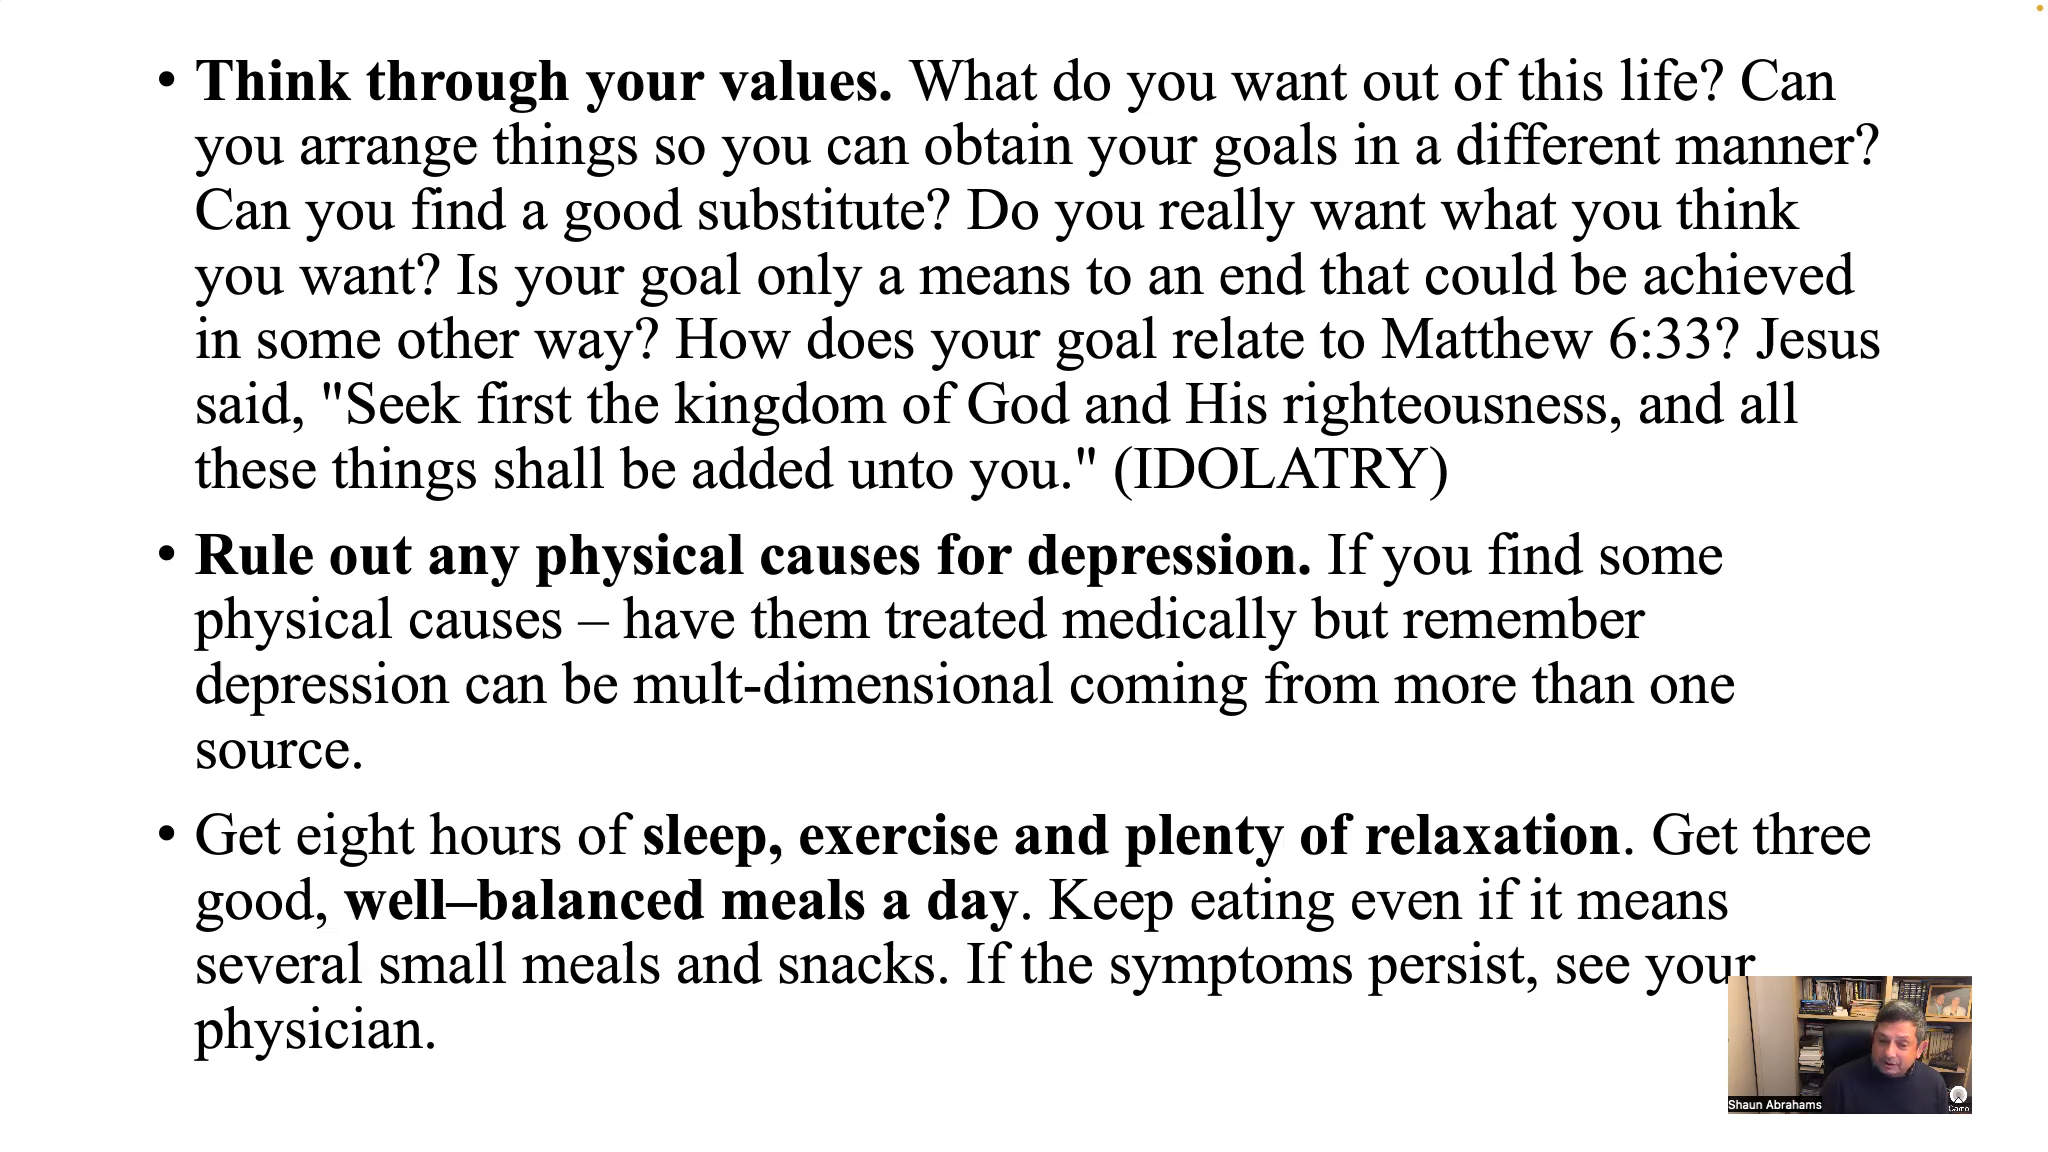 • Think through your values. What do you want out of this life? Can
you arrange things so you can obtain your goals in a different manner?
Can you find a good substitute? Do you really want what you think
you want? Is your goal only a means to an end that could be achieved
in some other way? How does your goal relate to Matthew 6:33? Jesus
said, "Seek first the kingdom of God and His righteousness, and all
these things shall be added unto you." (IDOLATRY)
• Rule out any physical causes for depression. If you find some
physical causes – have them treated medically but remember
depression can be mult-dimensional coming from more than one
source.
• Get eight hours of sleep, exercise and plenty of relaxation. Get three
good, well–balanced meals a day. Keep eating even if it means
several small meals and snacks. If the symptoms persist, see your
physician.
Shaun Abrahams